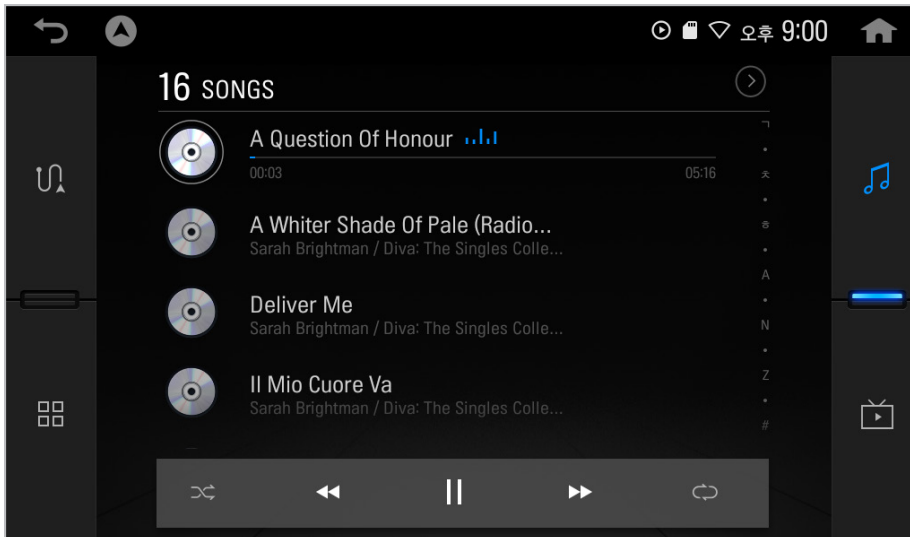 오후 9:00
16 SONGS
A Question Of Honour
00:03 05:16
A Whiter Shade Of Pale (Radio...
Sarah Brightman / Diva: The Singles Colle...
Deliver Me
Sarah Brightman / Diva: The Singles Colle...
Il Mio Cuore Va
Sarah Brightman / Diva: The Singles Colle...
ㄱ
•
ㅊ
•
ㅎ
•
A
•
N
•
Z
•
#